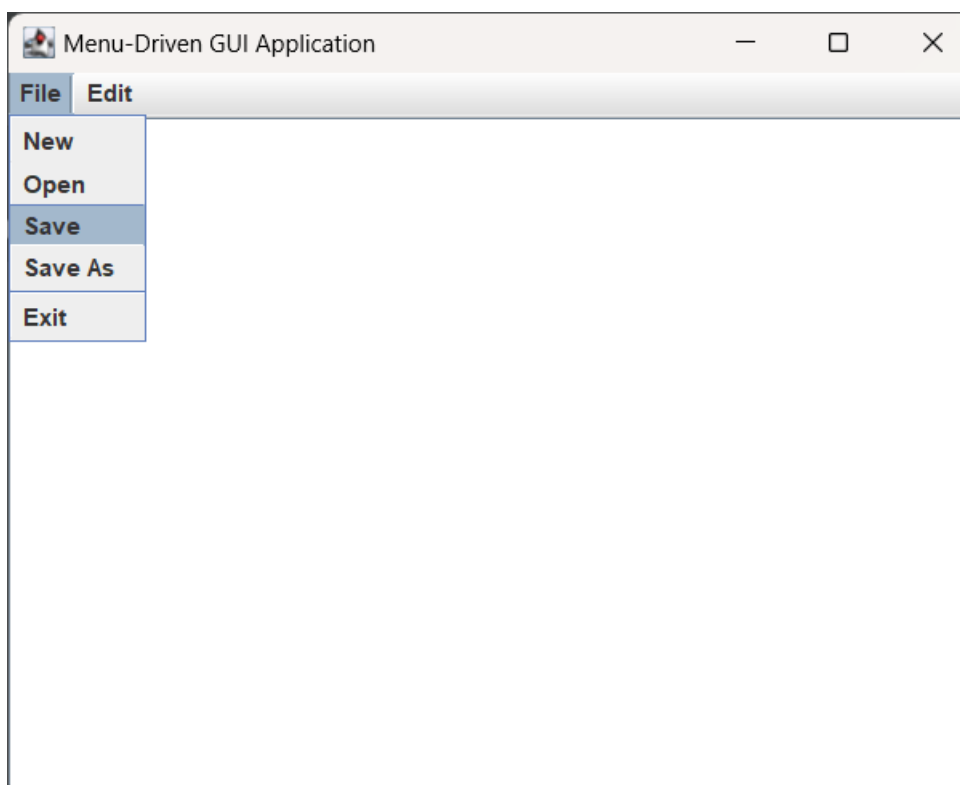 Menu-Driven GUI Application
File Edit
New
Open
Save
Save As
Exit